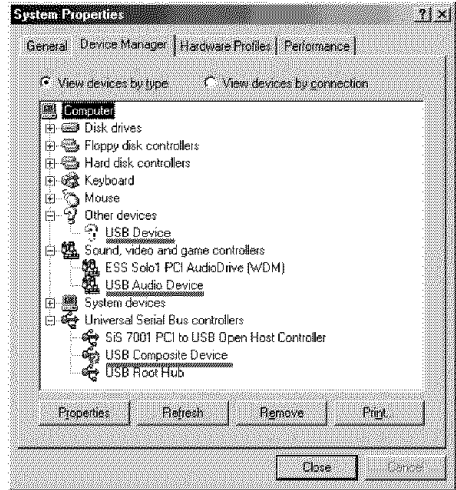 System Properties
General Device Manager Hardware Profiles Performance
View devices by type View devices by connection
Computer
Disk drives
Floppy disk controllers
Hard disk controllers
Keyboard
Mouse
Other devices
USB Device
Sound, video and game controllers
ESS Solo1 PCI AudioDrive (WDM)
USB Audio Device
System devices
Universal Serial Bus controllers
SiS 7001 PCI to USB Open Host Controller
USB Composite Device
USB Root Hub
Properties Refresh Remove Print...
Close Cancel